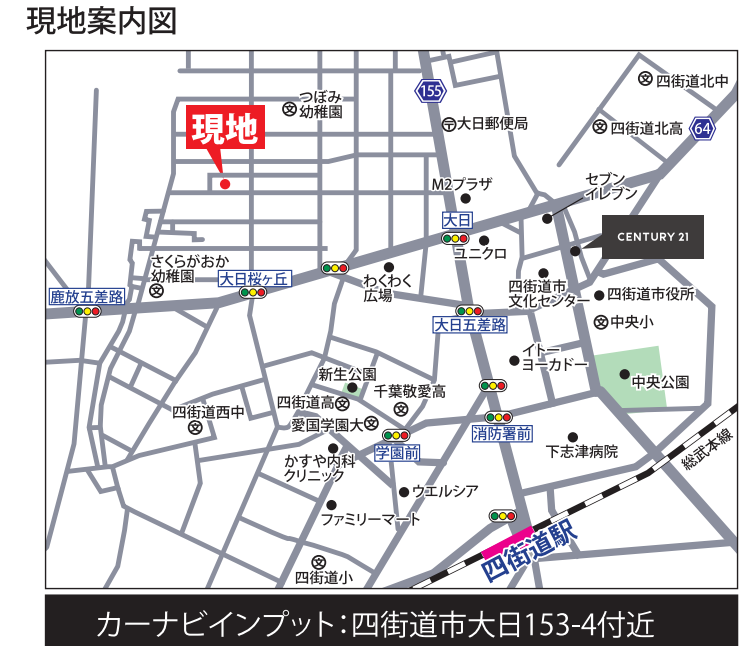 現地案内図
155
64
四街道北中
つぼみ
幼稚園
大日郵便局
四街道北高
現地
M2プラザ
セブン
イレブン
大日
ユニクロ
CENTURY 21
さくらがおか
幼稚園
大日桜ヶ丘
わくわく
広場
四街道市
文化センター
四街道市役所
鹿放五差路
大日五差路
中央小
イトー
ヨーカドー
新生公園
千葉敬愛高
中央公園
四街道高
四街道西中
愛国学園大
消防署前
学園前
下志津病院
総武本線
かすや内科
クリニック
ウエルシア
ファミリーマート
四街道駅
四街道小
カーナビインプット：四街道市大日153-4付近